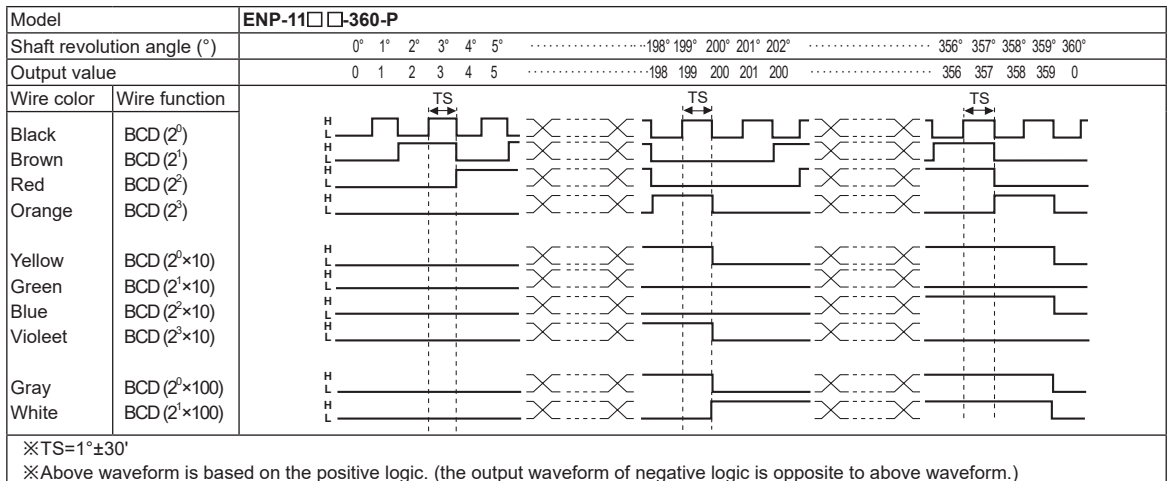 Model ENP-11□ □-360-P
Shaft revolution angle (°) 0° 1° 2° 3° 4° 5° ·················· 198° 199° 200° 201° 202° ·················· 356° 357° 358° 359° 360°
Output value 0 1 2 3 4 5 ·················· 198 199 200 201 200 ·················· 356 357 358 359 0
Wire color Wire function TS TS TS
Black BCD (2⁰) H L
Brown BCD (2¹) H L
Red BCD (2²) H L
Orange BCD (2³) H L
Yellow BCD (2⁰×10) H L
Green BCD (2¹×10) H L
Blue BCD (2²×10) H L
Violeet BCD (2³×10) H L
Gray BCD (2⁰×100) H L
White BCD (2¹×100) H L
※TS=1°±30'
※Above waveform is based on the positive logic. (the output waveform of negative logic is opposite to above waveform.)